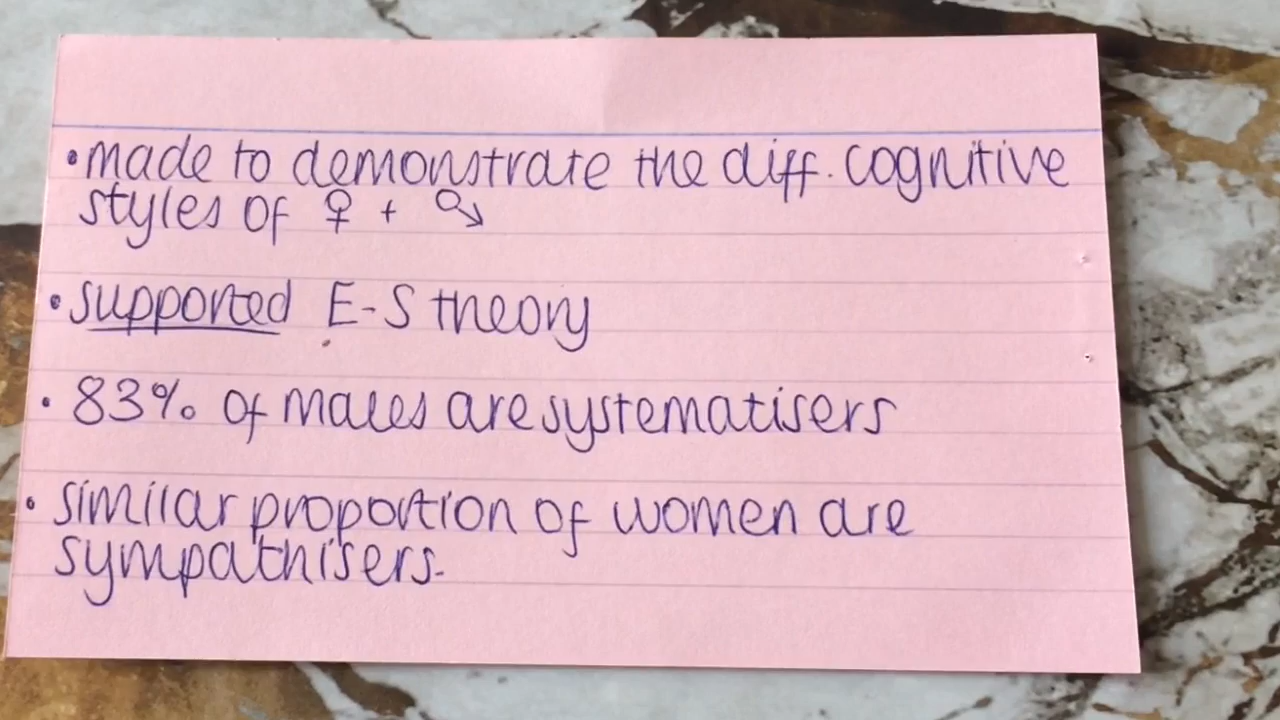 • made to demonstrate the diff. cognitive
styles of ♀ + ♂
• supported E-S theory
• 83% of males are systematisers
• similar proportion of women are
sympathisers.